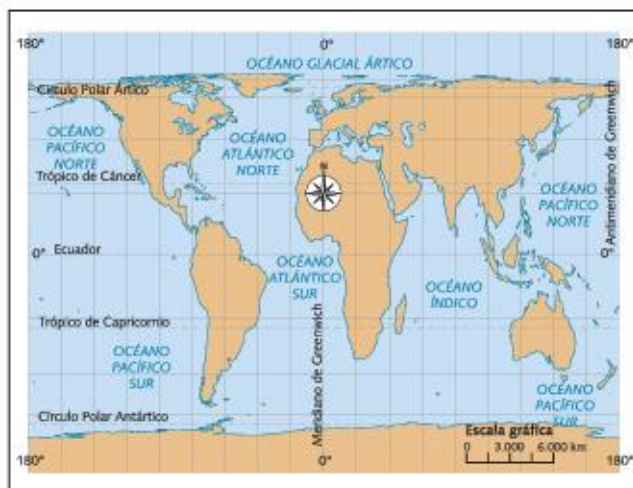 180° 0° 180°
OCÉANO GLACIAL ÁRTICO
Círculo Polar Ártico
OCÉANO
PACÍFICO
NORTE
OCÉANO
ATLÁNTICO
NORTE
N
Trópico de Cáncer
OCÉANO
PACÍFICO
NORTE
Antimeridiano de Greenwich
0° Ecuador 0°
OCÉANO
ATLÁNTICO
SUR
OCÉANO
ÍNDICO
Trópico de Capricornio
Meridiano de Greenwich
OCÉANO
PACÍFICO
SUR
OCÉANO
PACÍFICO
SUR
Círculo Polar Antártico
Escala gráfica
0 3.000 6.000 km
180° 0° 180°